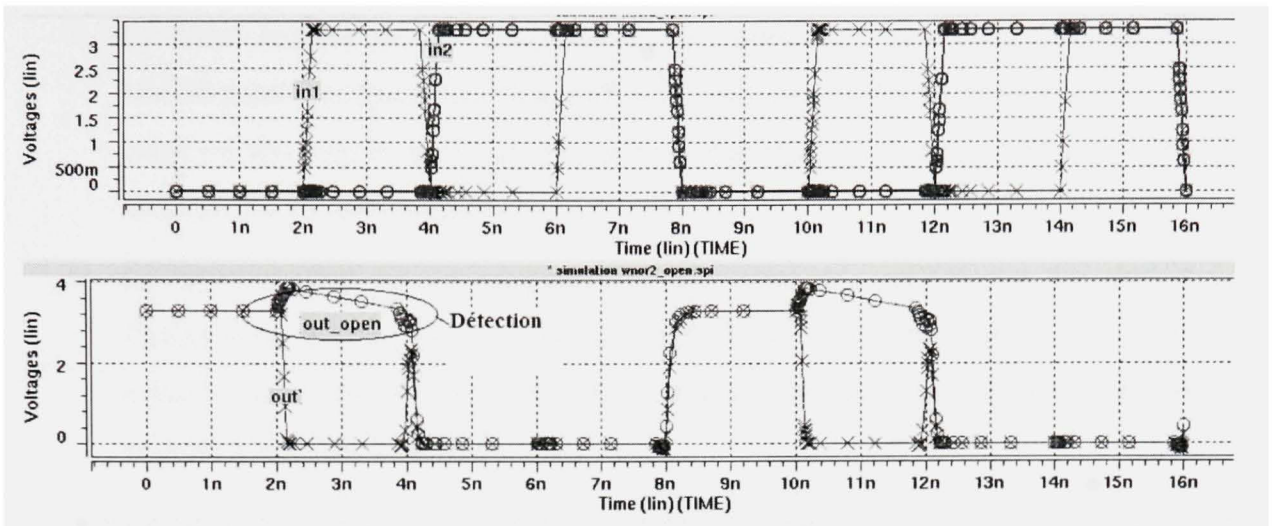 Voltages (lin)
3
2.5
2
1.5
1
500m
0
in1
in2
0 1n 2n 3n 4n 5n 6n 7n 8n 9n 10n 11n 12n 13n 14n 15n 16n
Time (lin) (TIME)
* simulation wnor2_open.spi
Voltages (lin)
4
2
0
out_open
Détection
out
0 1n 2n 3n 4n 5n 6n 7n 8n 9n 10n 11n 12n 13n 14n 15n 16n
Time (lin) (TIME)